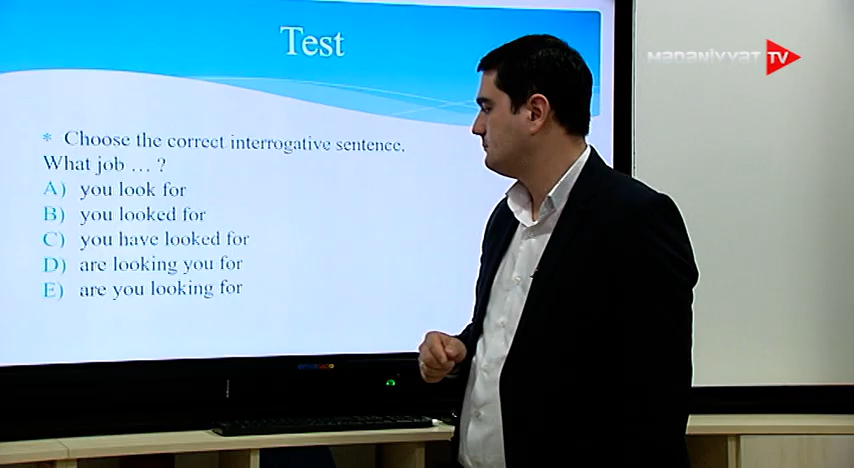 Test
MƏDƏNİYYƏT TV
* Choose the correct interrogative sentence.
What job ... ?
A) you look for
B) you looked for
C) you have looked for
D) are looking you for
E) are you looking for